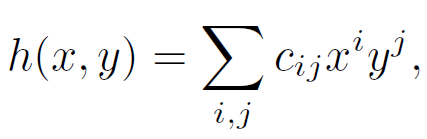 h(x, y) = ∑_{i,j} c_{ij} x^i y^j,